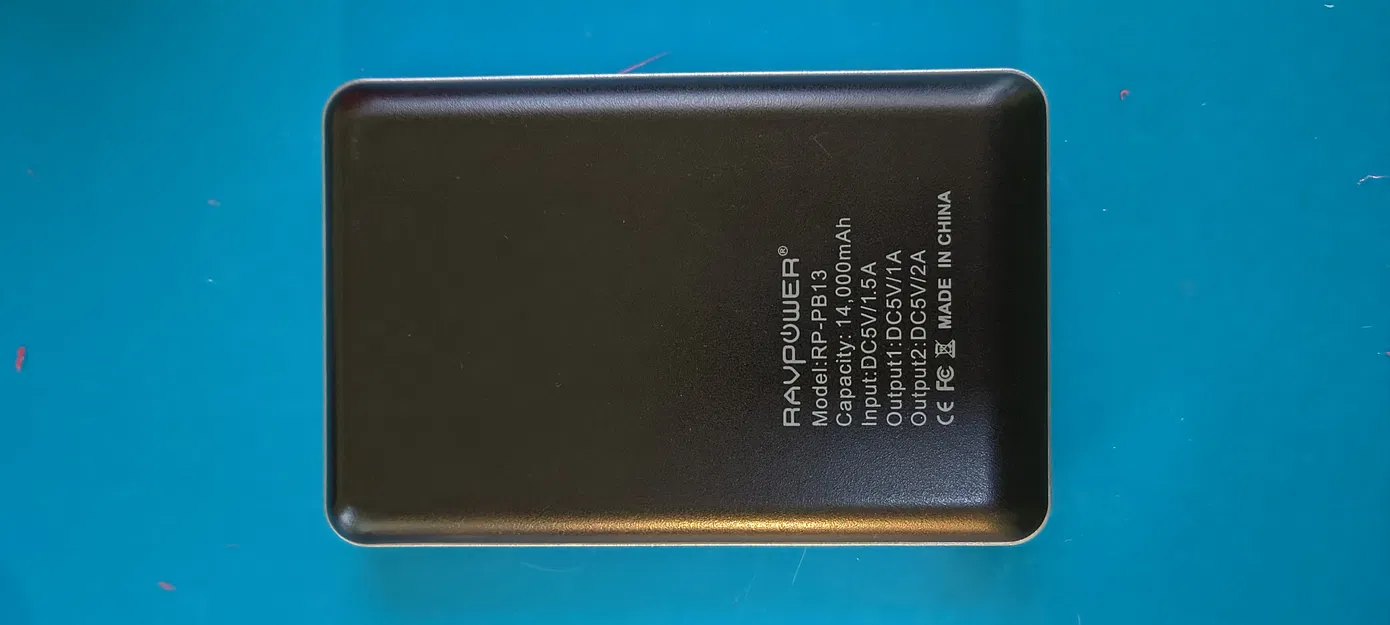 RAVPOWER®
Model:RP-PB13
Capacity: 14,000mAh
Input:DC5V/1.5A
Output1:DC5V/1A
Output2:DC5V/2A
CE FC MADE IN CHINA